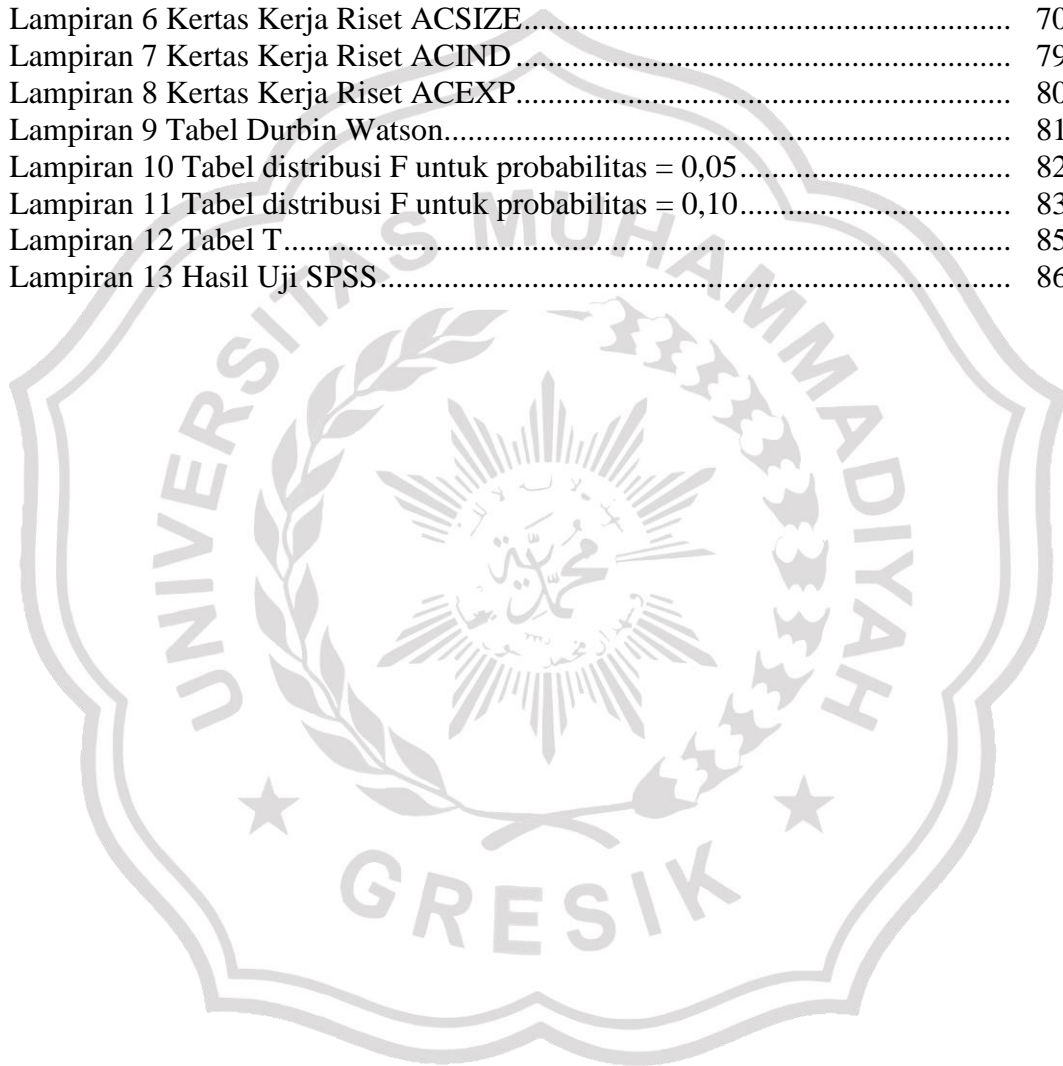 Lampiran 6 Kertas Kerja Riset ACSIZE.......................................................... 70
Lampiran 7 Kertas Kerja Riset ACIND........................................................... 79
Lampiran 8 Kertas Kerja Riset ACEXP........................................................... 80
Lampiran 9 Tabel Durbin Watson.................................................................... 81
Lampiran 10 Tabel distribusi F untuk probabilitas = 0,05................................ 82
Lampiran 11 Tabel distribusi F untuk probabilitas = 0,10................................ 83
Lampiran 12 Tabel T....................................................................................... 85
Lampiran 13 Hasil Uji SPSS........................................................................... 86
UNIVERSITAS MUHAMMADIYAH
GRESIK